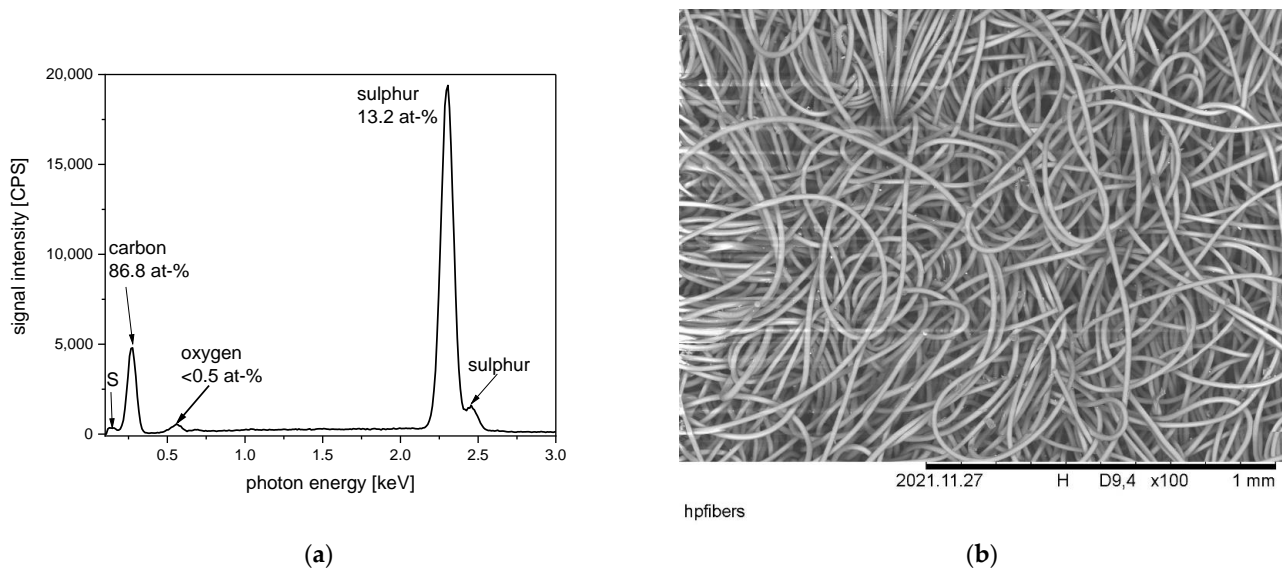 20,000
15,000
10,000
5,000
0
signal intensity [CPS]
sulphur
13.2 at-%
carbon
86.8 at-%
oxygen
<0.5 at-%
S
sulphur
0.5
1.0
1.5
2.0
2.5
3.0
photon energy [keV]
(a)
2021.11.27 H D9,4 x100 1 mm
hpfibers
(b)